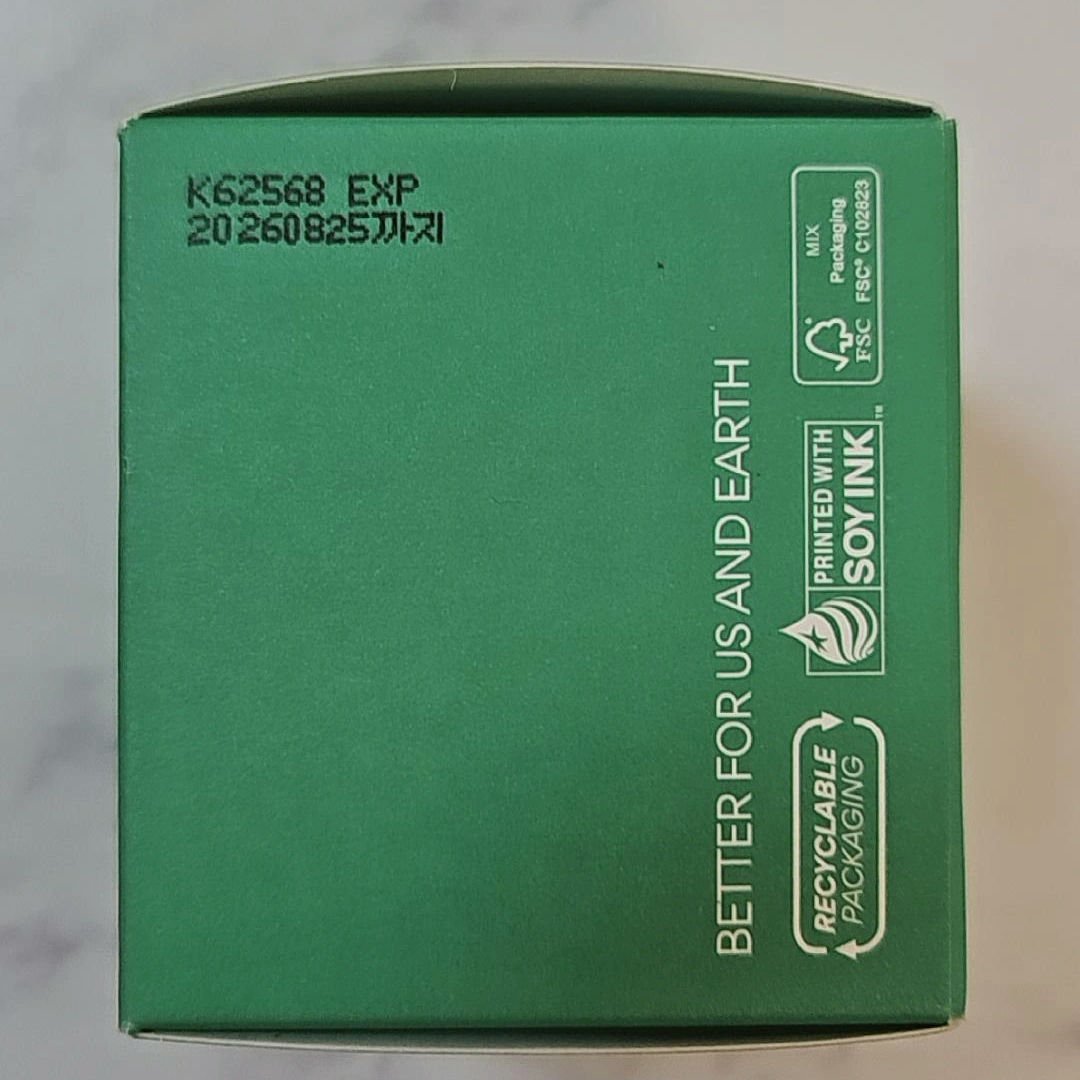 K62568 EXP
20260825까지
BETTER FOR US AND EARTH
RECYCLABLE
PACKAGING
PRINTED WITH
SOY INK
TM
FSC
MIX
Packaging
FSC® C102823